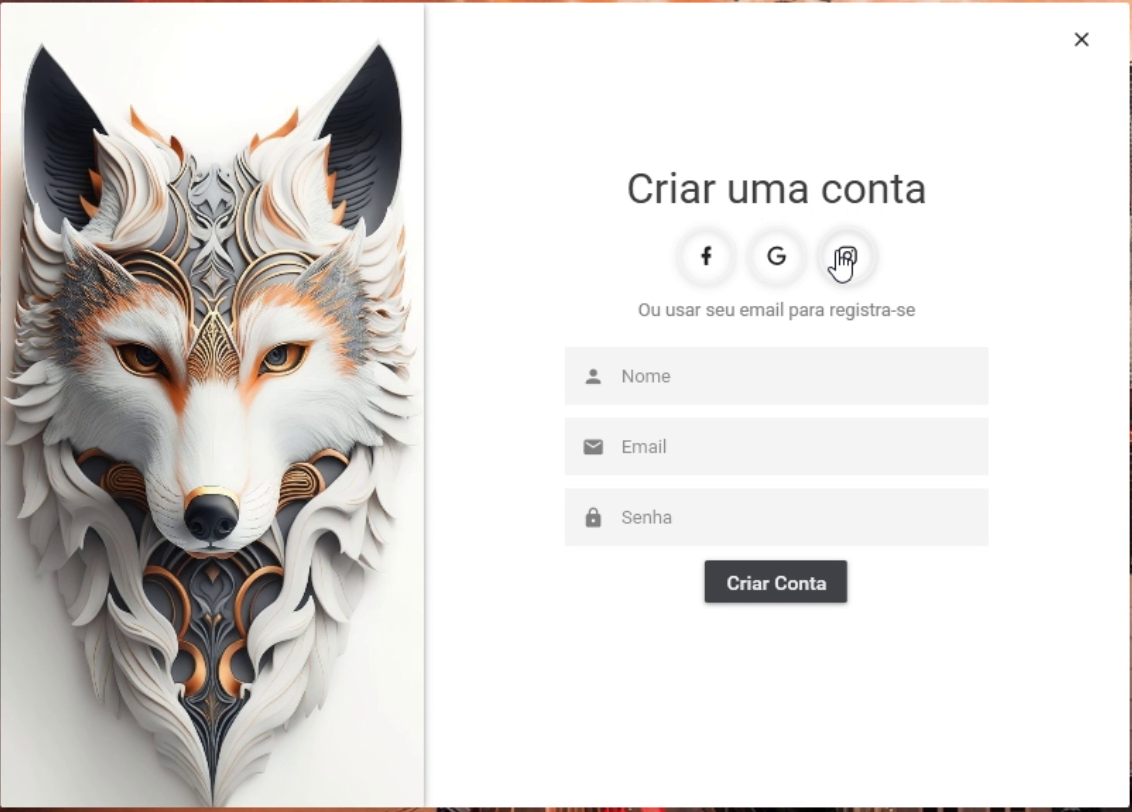 Criar uma conta
Ou usar seu email para registra-se
Nome
Email
Senha
Criar Conta